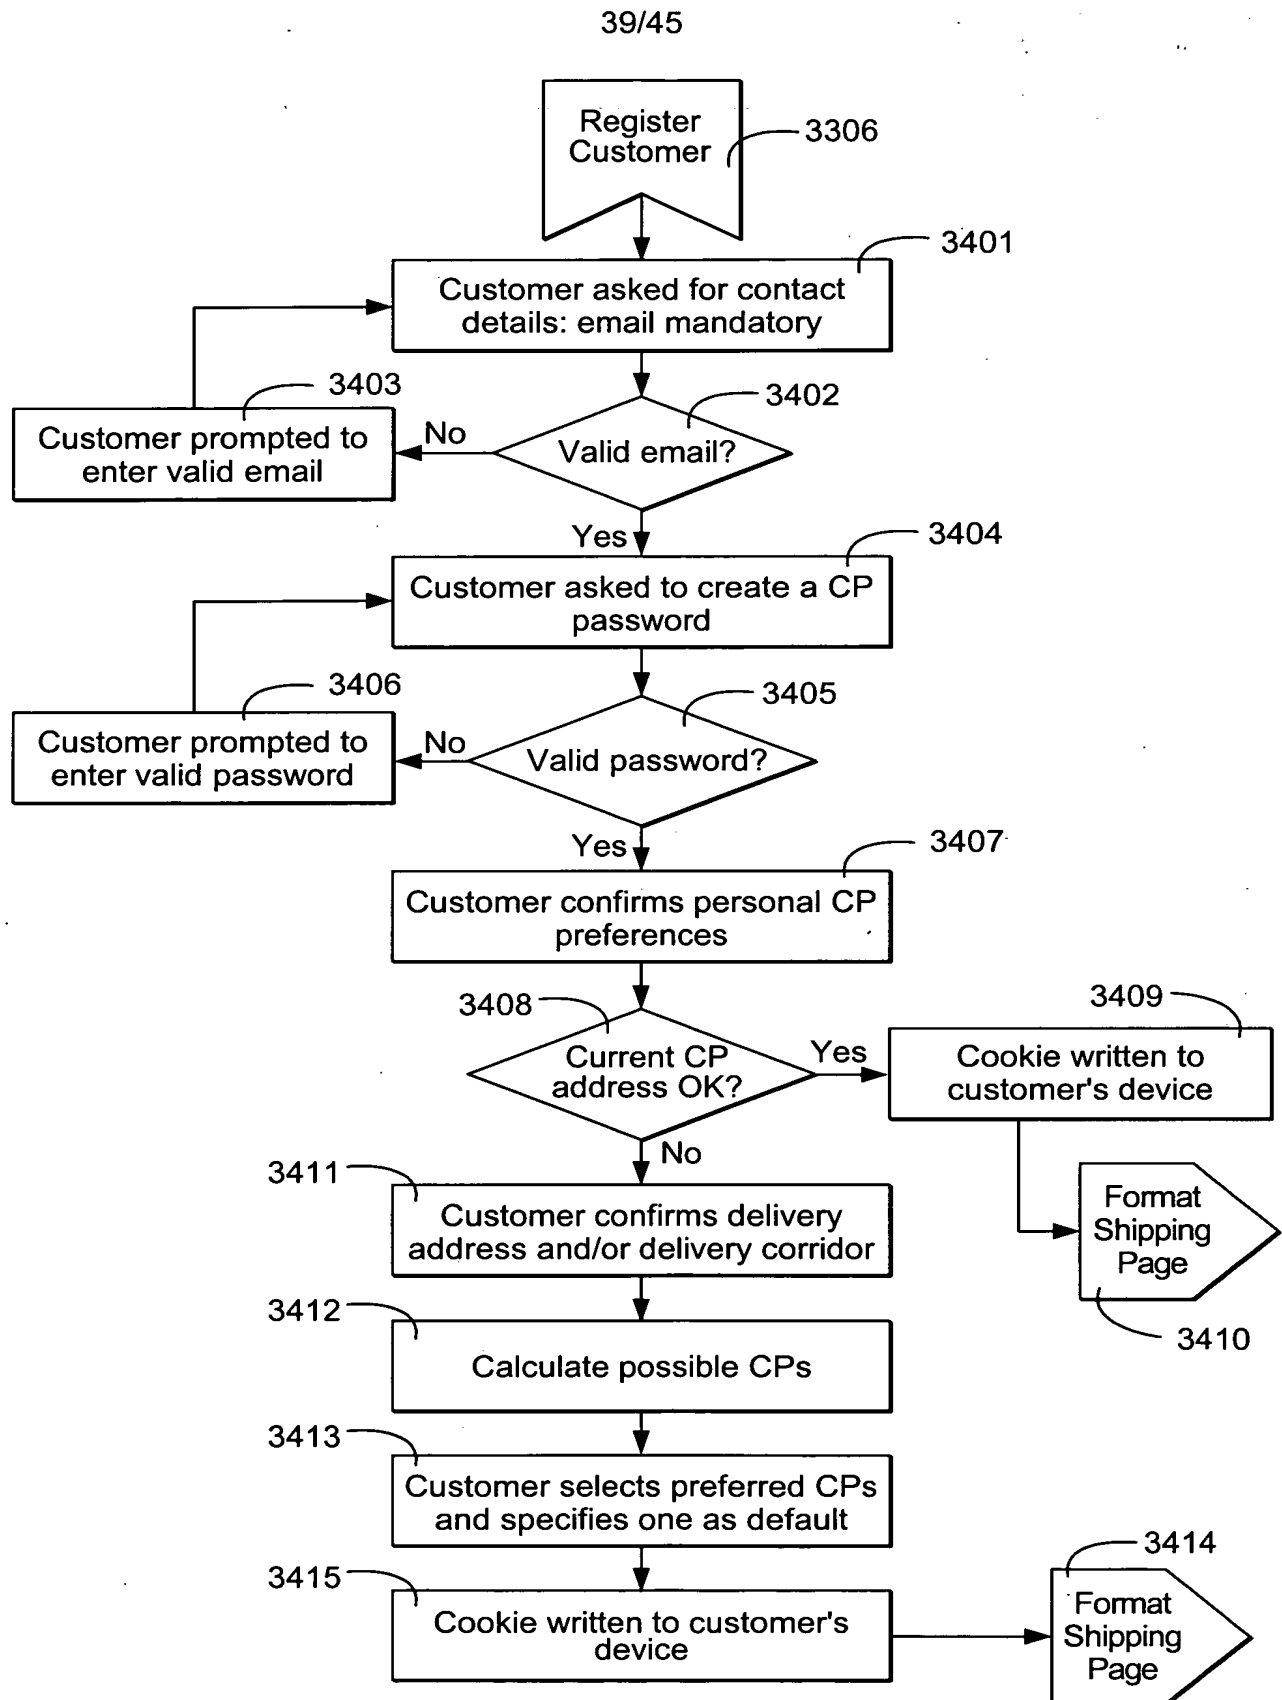 39/45
Register
Customer
3306
3401
Customer asked for contact
details: email mandatory
3403
3402
Customer prompted to
enter valid email
No
Valid email?
Yes
3404
Customer asked to create a CP
password
3406
3405
Customer prompted to
enter valid password
No
Valid password?
Yes
3407
Customer confirms personal CP
preferences
3408
3409
Current CP
address OK?
Yes
Cookie written to
customer's device
No
3411
Customer confirms delivery
address and/or delivery corridor
Format
Shipping
Page
3410
3412
Calculate possible CPs
3413
Customer selects preferred CPs
and specifies one as default
3414
3415
Cookie written to customer's
device
Format
Shipping
Page